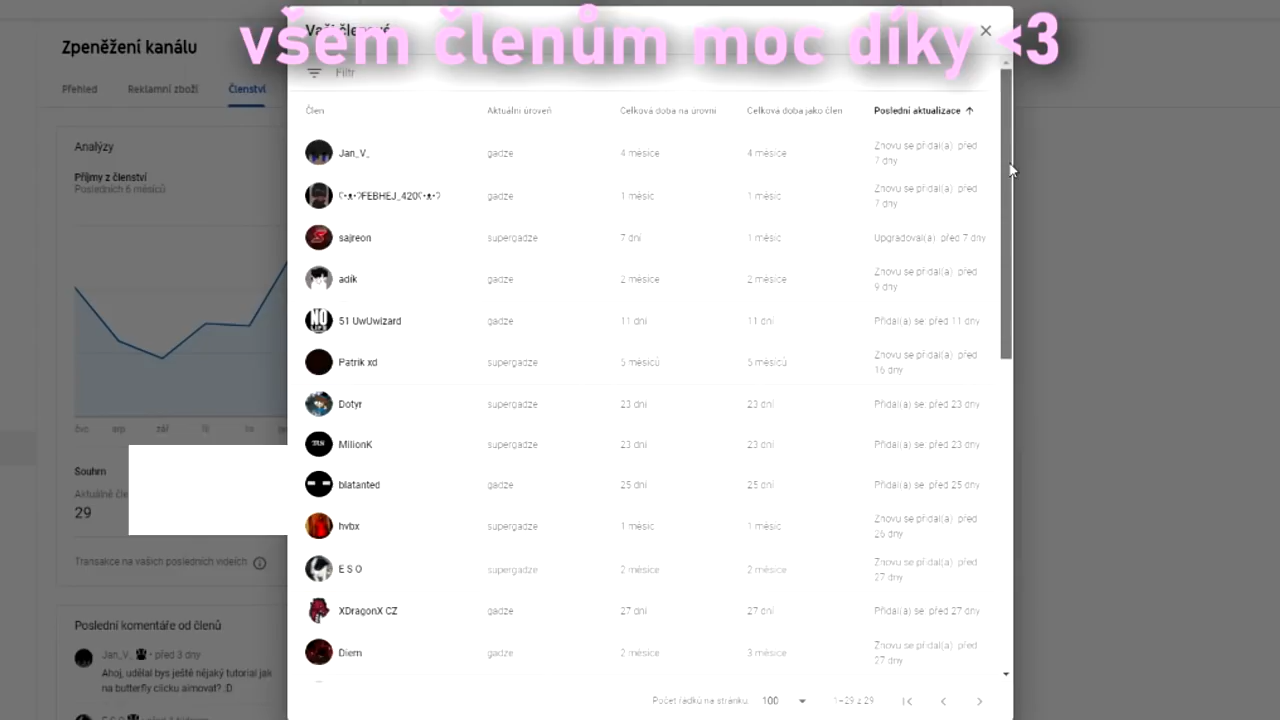 všem členům moc díky <3
Vaši členové
Zpeněžení kanálu
Filtr
Přehled Reklamní zboží Členství
Člen Aktuální úroveň Celková doba na úrovni Celková doba jako člen Poslední aktualizace
Analýzy
Příjmy z členství
Posledních 6 měsíců
Jan_V_ gadze 4 měsíce 4 měsíce Znovu se přidal(a) před
7 dny
ʕ•ᴥ•ʔFEBHEJ_420ʕ•ᴥ•ʔ gadze 1 měsíc 1 měsíc Znovu se přidal(a) před
7 dny
sajreon supergadze 7 dní 1 měsíc Upgradoval(a) před 7 dny
adík gadze 2 měsíce 2 měsíce Znovu se přidal(a) před
9 dny
51 UwUwizard gadze 11 dní 11 dní Přidal(a) se: před 11 dny
Patrik xd supergadze 5 měsíců 5 měsíců Znovu se přidal(a) před
16 dny
Dotyr supergadze 23 dní 23 dní Přidal(a) se: před 23 dny
MilionK supergadze 23 dní 23 dní Přidal(a) se: před 23 dny
blatanted gadze 25 dní 25 dní Přidal(a) se: před 25 dny
hvbx supergadze 1 měsíc 1 měsíc Znovu se přidal(a) před
26 dny
E S O supergadze 2 měsíce 2 měsíce Znovu se přidal(a) před
27 dny
XDragonX CZ gadze 27 dní 27 dní Přidal(a) se: před 27 dny
Diem gadze 2 měsíce 3 měsíce Znovu se přidal(a) před
27 dny
čvc srp zář říj lis
Souhrn
Aktuálně čle
29
Transakce na vašich posledních videích
Poslední komentáře od členů
Jan_V_ • před 3 dny
Ahoj, udělal bys ještě nějaký tutorial jak
na butterfly clicku aimovat? :D
Počet řádků na stránku: 100 1–29 z 29